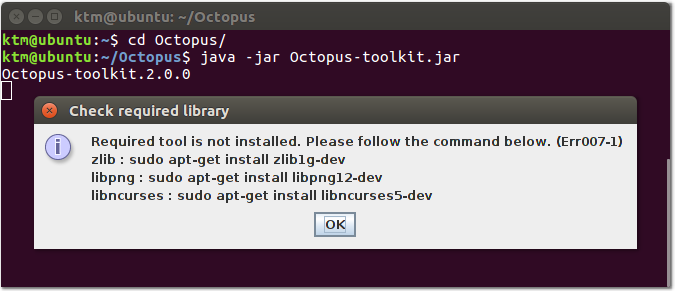 ktm@ubuntu: ~/Octopus
ktm@ubuntu:~$ cd Octopus/
ktm@ubuntu:~/Octopus$ java -jar Octopus-toolkit.jar
Octopus-toolkit.2.0.0
Check required library
Required tool is not installed. Please follow the command below. (Err007-1)
zlib : sudo apt-get install zlib1g-dev
libpng : sudo apt-get install libpng12-dev
libncurses : sudo apt-get install libncurses5-dev
OK